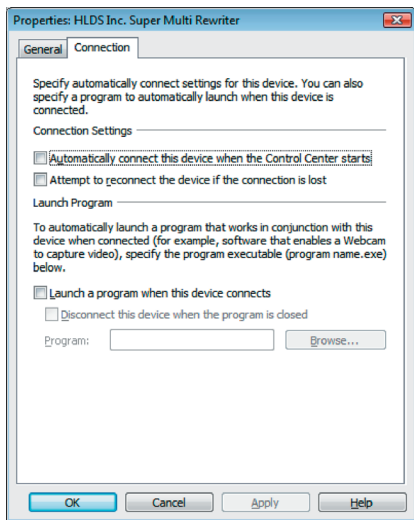 Properties: HLDS Inc. Super Multi Rewriter
General
Connection
Specify automatically connect settings for this device. You can also
specify a program to automatically launch when this device is
connected.
Connection Settings
Automatically connect this device when the Control Center starts
Attempt to reconnect the device if the connection is lost
Launch Program
To automatically launch a program that works in conjunction with this
device when connected (for example, software that enables a Webcam
to capture video), specify the program executable (program name.exe)
below.
Launch a program when this device connects
Disconnect this device when the program is closed
Program:
Browse...
OK
Cancel
Apply
Help